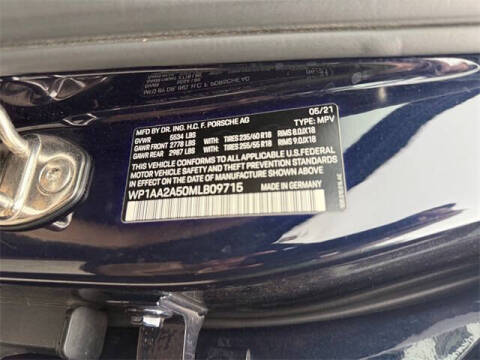 MFD BY DR. ING. H.C. F. PORSCHE AG 05/21
GVWR 5534 LBS TYPE: MPV
GAWR FRONT 2778 LBS WITH TIRES 235/60 R18 RIMS 8.0JX18
GAWR REAR 2987 LBS WITH TIRES 255/55 R18 RIMS 9.0JX18
THIS VEHICLE CONFORMS TO ALL APPLICABLE U.S.FEDERAL
MOTOR VEHICLE SAFETY, BUMPER, AND THEFT PREVENTION
STANDARDS IN EFFECT ON THE DATE OF MANUFACTURE SHOWN ABOVE.
WP1AA2A50MLB09715